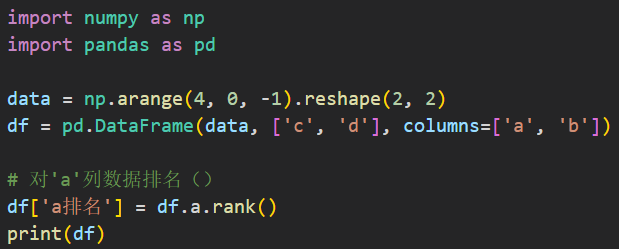 import numpy as np
import pandas as pd
data = np.arange(4, 0, -1).reshape(2, 2)
df = pd.DataFrame(data, ['c', 'd'], columns=['a', 'b'])
# 对'a'列数据排名（）
df['a排名'] = df.a.rank()
print(df)